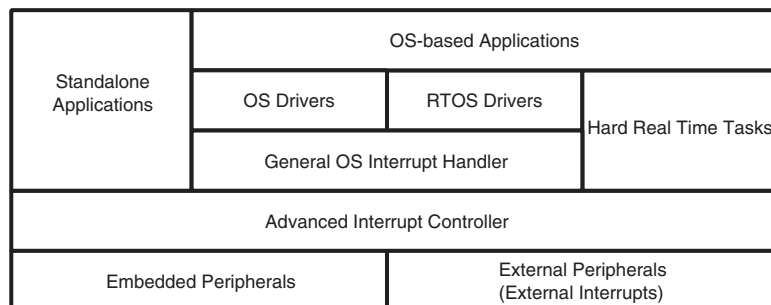 OS-based Applications
Standalone
Applications
OS Drivers
RTOS Drivers
Hard Real Time Tasks
General OS Interrupt Handler
Advanced Interrupt Controller
Embedded Peripherals
External Peripherals
(External Interrupts)